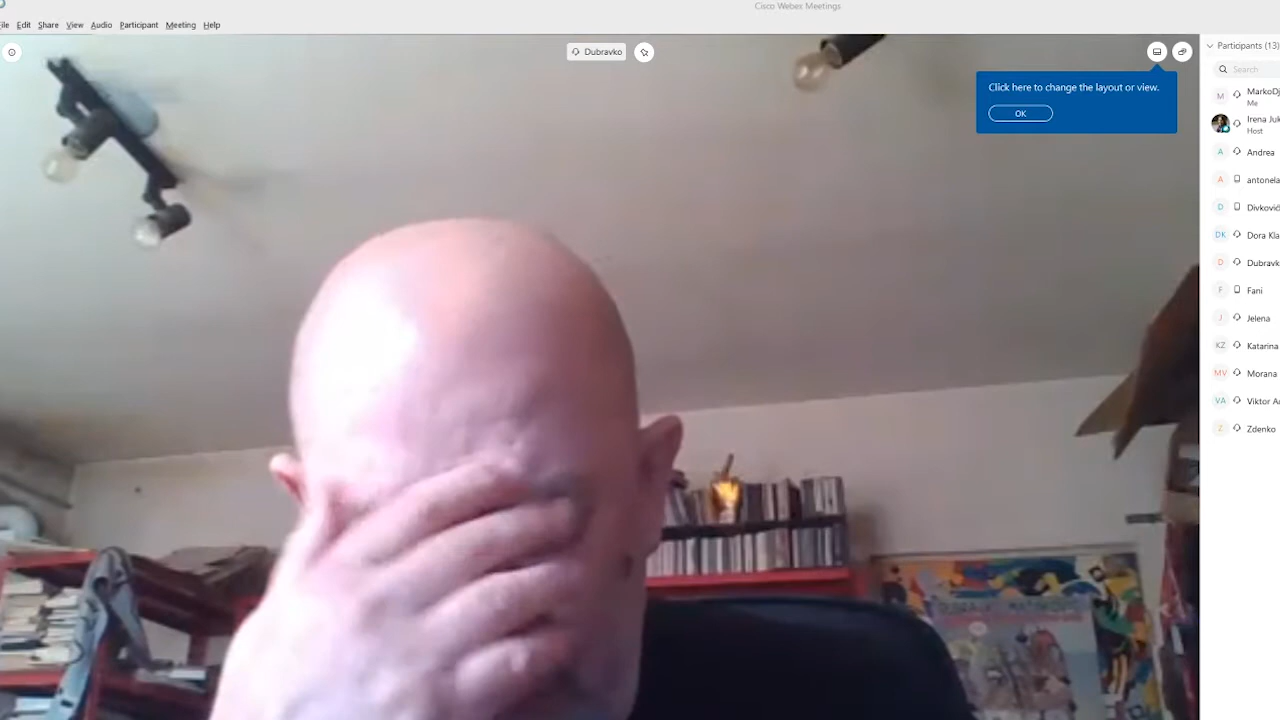 Cisco Webex Meetings
File Edit Share View Audio Participant Meeting Help
Dubravko
Click here to change the layout or view.
OK
Participants (13)
Search
M MarkoDj
Me
Irena Juk
Host
A Andrea
A antonela
D Divković
DK Dora Kla
D Dubravk
F Fani
J Jelena
KZ Katarina
MV Morana
VA Viktor A
Z Zdenko